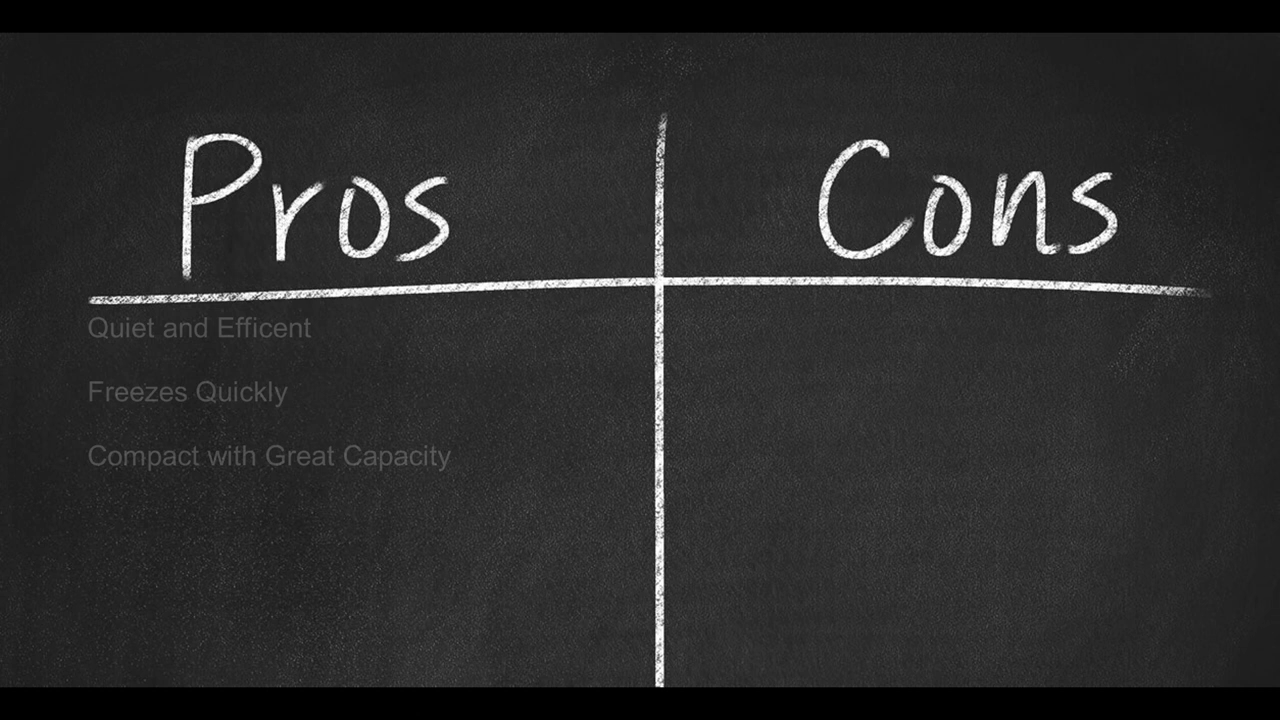 Pros
Cons
Quiet and Efficent
Freezes Quickly
Compact with Great Capacity